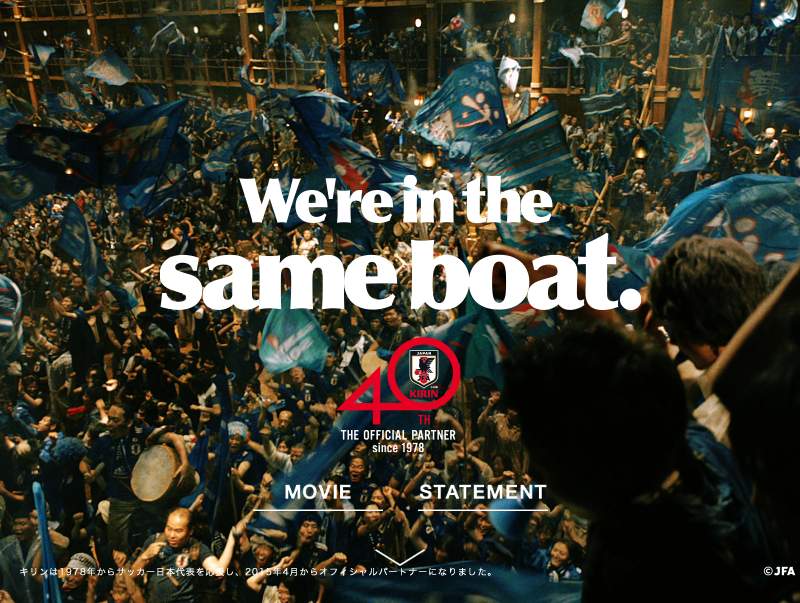 We're in the
same boat.
JAPAN
JFA
KIRIN
40
TH
THE OFFICIAL PARTNER
since 1978
MOVIE
STATEMENT
キリンは1978年からサッカー日本代表を応援し、2015年4月からオフィシャルパートナーになりました。
©JFA